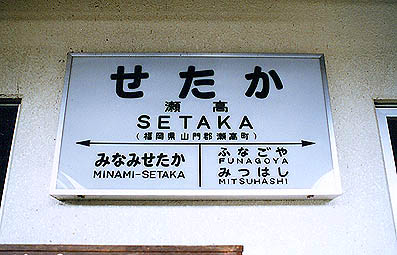 せたか
瀬高
SETAKA
(福岡県山門郡瀬高町)
みなみせたか
MINAMI-SETAKA
ふなごや
FUNAGOYA
みつはし
MITSUHASHI